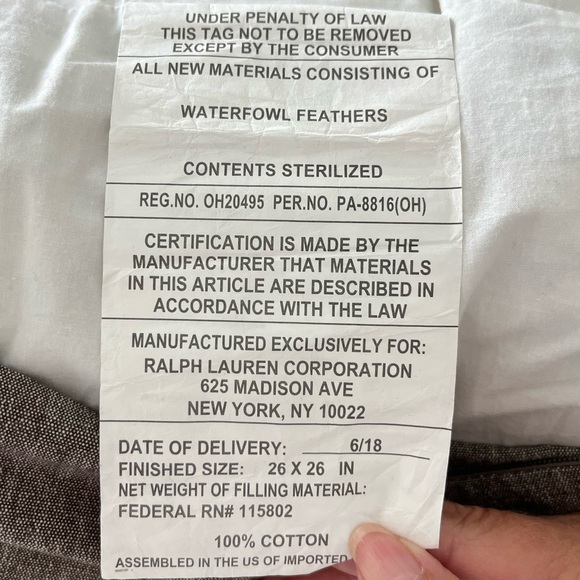 UNDER PENALTY OF LAW
THIS TAG NOT TO BE REMOVED
EXCEPT BY THE CONSUMER
ALL NEW MATERIALS CONSISTING OF
WATERFOWL FEATHERS
CONTENTS STERILIZED
REG.NO. OH20495 PER.NO. PA-8816(OH)
CERTIFICATION IS MADE BY THE
MANUFACTURER THAT MATERIALS
IN THIS ARTICLE ARE DESCRIBED IN
ACCORDANCE WITH THE LAW
MANUFACTURED EXCLUSIVELY FOR:
RALPH LAUREN CORPORATION
625 MADISON AVE
NEW YORK, NY 10022
DATE OF DELIVERY: 6/18
FINISHED SIZE: 26 X 26 IN
NET WEIGHT OF FILLING MATERIAL:
FEDERAL RN# 115802
100% COTTON
ASSEMBLED IN THE US OF IMPORTED